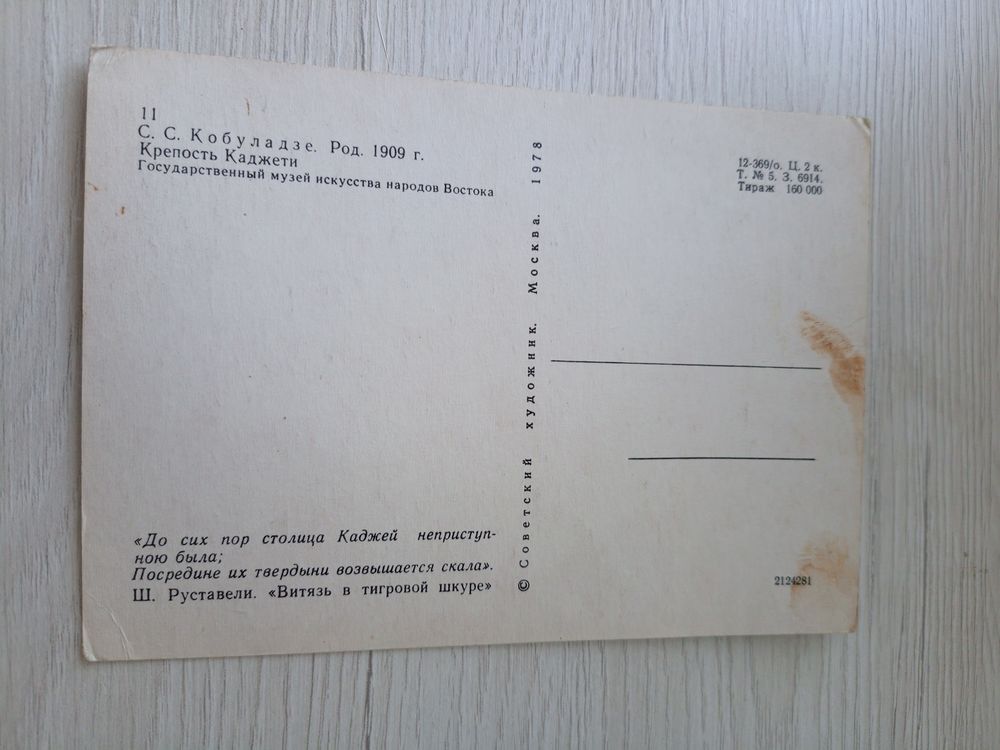 11
С. С. Кобуладзе. Род. 1909 г.
Крепость Каджети
Государственный музей искусства народов Востока
«До сих пор столица Каджей неприступ-
ною была;
Посредине их твердыни возвышается скала».
Ш. Руставели. «Витязь в тигровой шкуре»
© Советский художник. Москва. 1978
12-369/о. Ц. 2 к.
Т. № 5. З. 6914.
Тираж 160 000
2124281